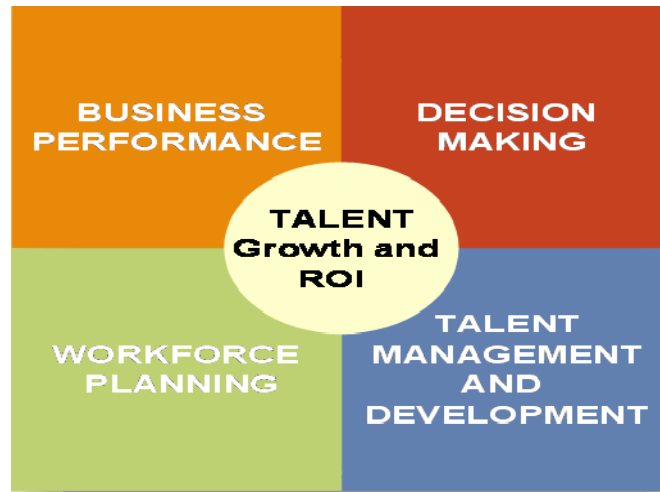 BUSINESS
PERFORMANCE
DECISION
MAKING
TALENT
Growth and
ROI
WORKFORCE
PLANNING
TALENT
MANAGEMENT
AND
DEVELOPMENT